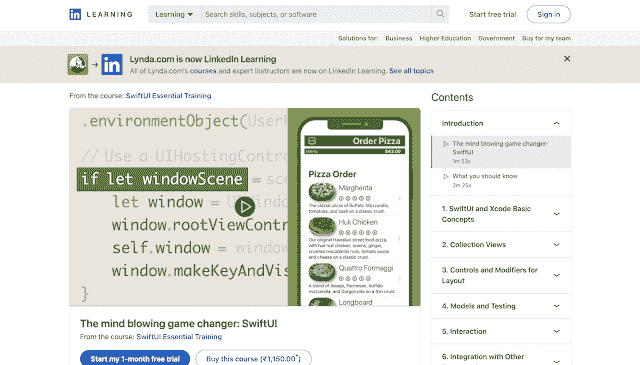 in LEARNING
Learning
Search skills, subjects, or software
Start free trial
Sign in
Solutions for:
Business
Higher Education
Government
Buy for my team
Lynda.com is now LinkedIn Learning
All of Lynda.com's courses and expert instructors are now on LinkedIn Learning. See all topics
From the course: SwiftUI Essential Training
.environmentObject(UserP
// Use a UIHostingContr
if let windowScene = sce
let window = UIWindo
window.rootViewContr
self.window = window
window.makeKeyAndVis
}
Order Pizza
$43.00
Pizza Order
Margherita
The classic pizza of Buffalo Mozzarella, tomatoes, and basil on a classic crust.
Huli Chicken
Our original Hawaiian street food pizza, with huli huli chicken, onions, ginger, crushed macadamia nuts, tomato sauce and cheese on a classic crust.
Quattro Formaggi
A blend of Asiago, Parmesan, buffalo mozzarella, and Gorgonzola on a thin crust.
Longboard
The mind blowing game changer: SwiftUI
From the course: SwiftUI Essential Training
Start my 1-month free trial
Buy this course (₹1,150.00*)
Contents
Introduction
The mind blowing game changer:
SwiftUI
1m 23s
What you should know
2m 25s
1. SwiftUI and Xcode Basic
Concepts
2. Collection Views
3. Controls and Modifiers for
Layout
4. Models and Testing
5. Interaction
6. Integration with Other